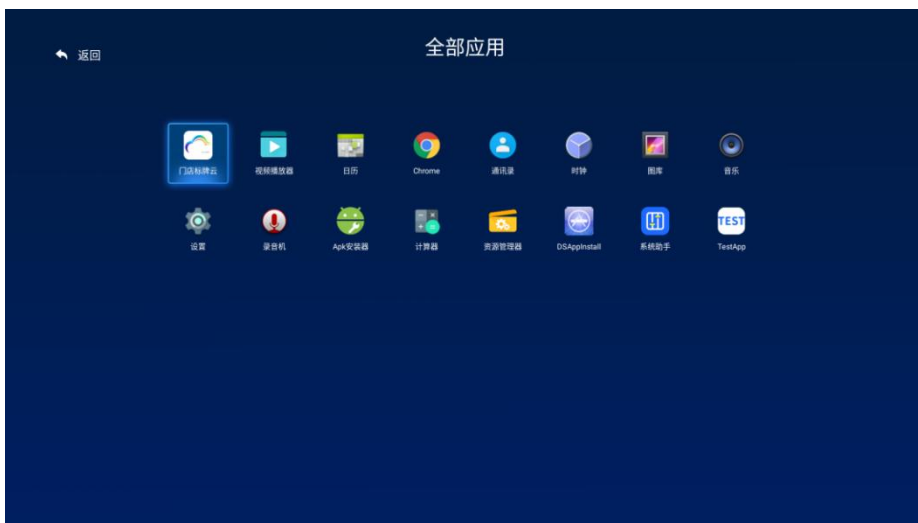 返回
全部应用
门店标牌云 视频播放器 日历 Chrome 通讯录 时钟 图库 音乐
TEST
设置 录音机 Apk安装器 计算器 资源管理器 DSAppInstall 系统助手 TestApp